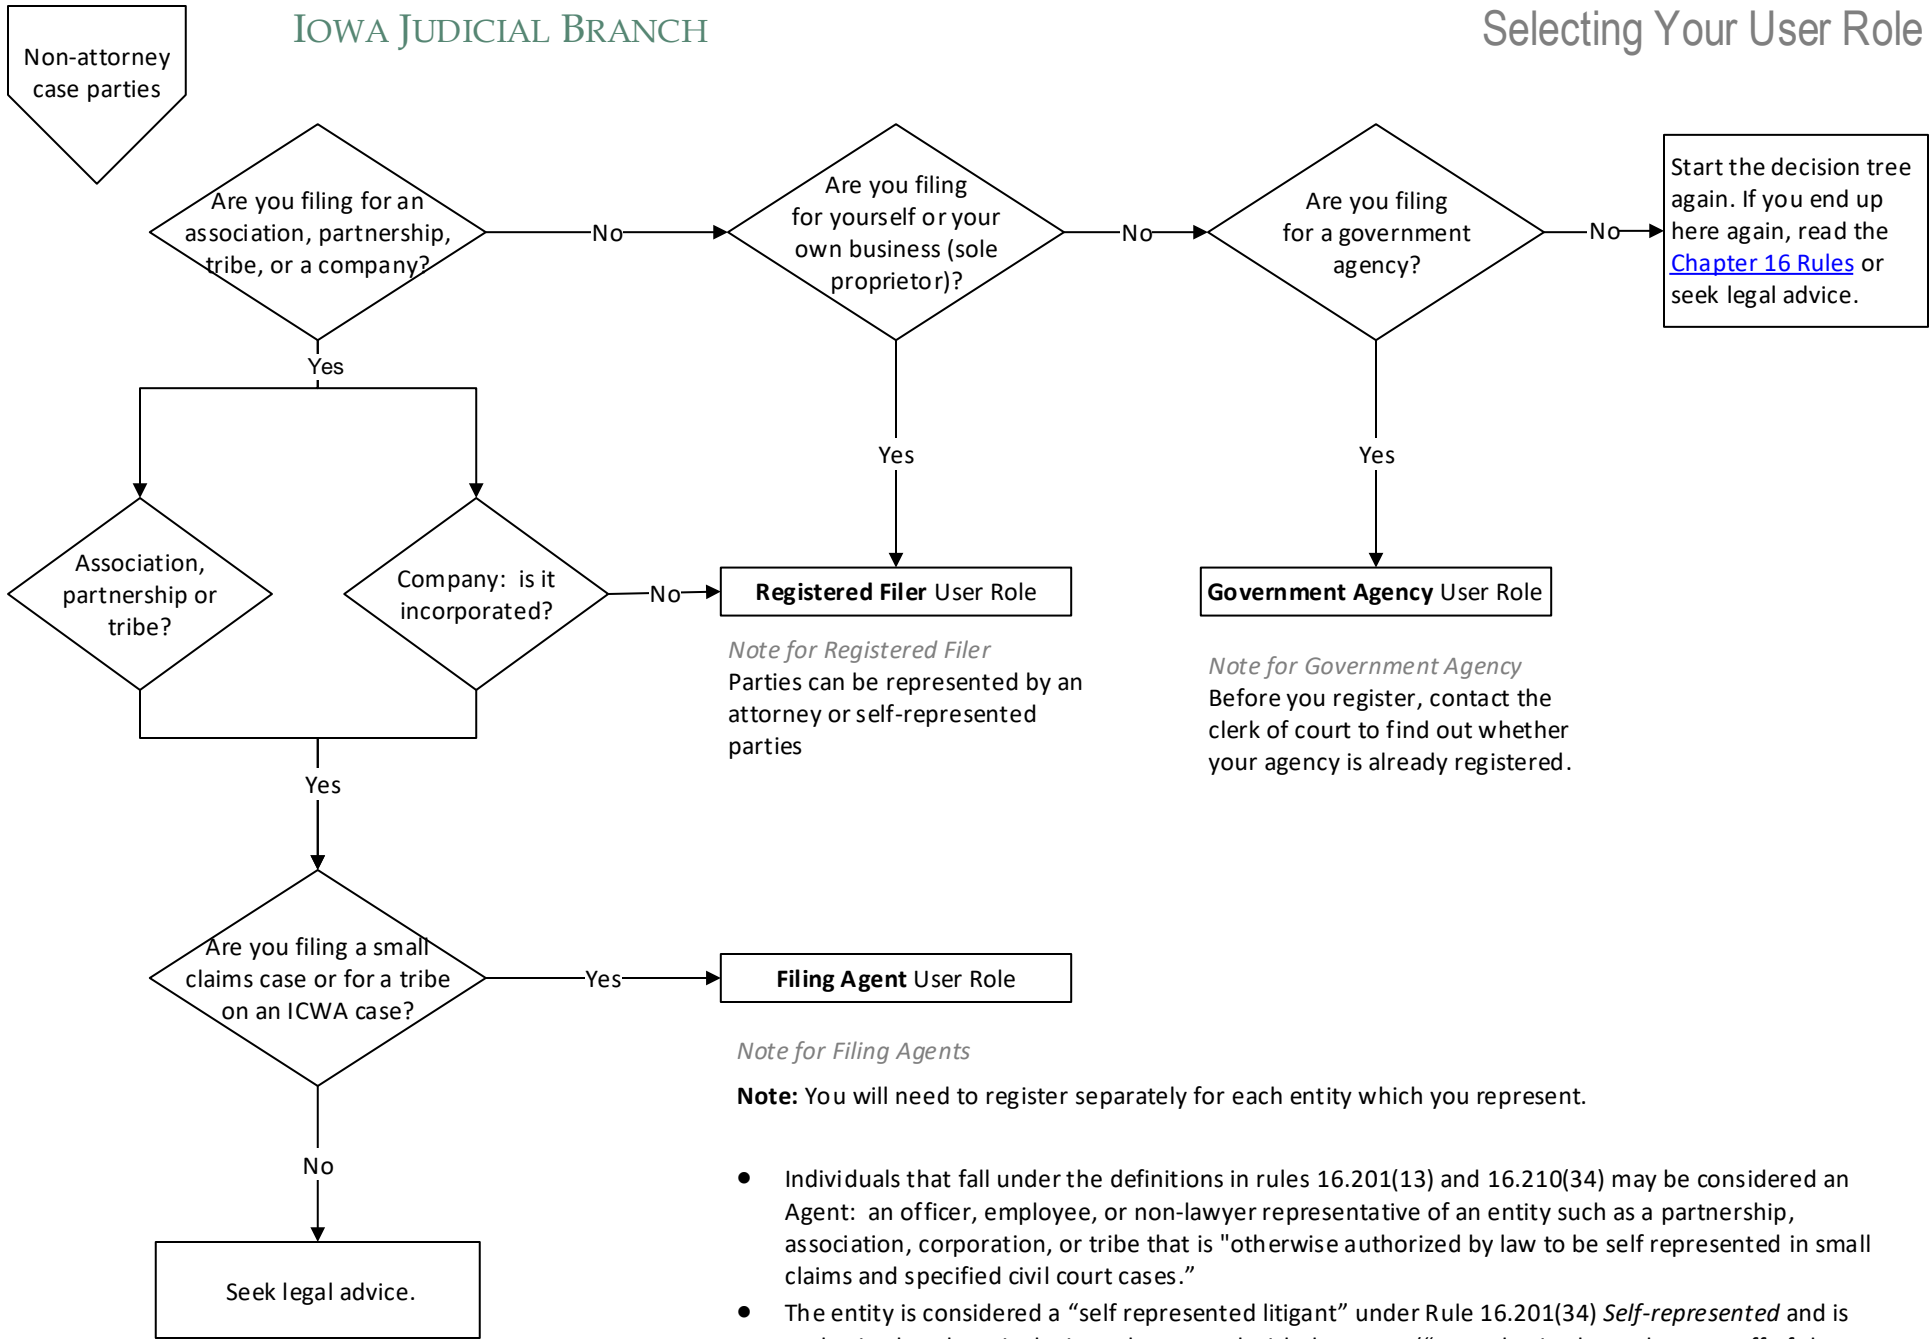 IOWA JUDICIAL BRANCH
Selecting Your User Role
Non-attorney
case parties
Are you filing for an
association, partnership,
tribe, or a company?
No
Are you filing
for yourself or your
own business (sole
proprietor)?
No
Are you filing
for a government
agency?
No
Start the decision tree
again. If you end up
here again, read the
Chapter 16 Rules or
seek legal advice.
Yes
Yes
Yes
Association,
partnership or
tribe?
Company: is it
incorporated?
No
Registered Filer User Role
Government Agency User Role
Note for Registered Filer
Parties can be represented by an
attorney or self-represented
parties
Note for Government Agency
Before you register, contact the
clerk of court to find out whether
your agency is already registered.
Yes
Are you filing a small
claims case or for a tribe
on an ICWA case?
Yes
Filing Agent User Role
Note for Filing Agents
Note: You will need to register separately for each entity which you represent.
No
Seek legal advice.
• Individuals that fall under the definitions in rules 16.201(13) and 16.210(34) may be considered an
Agent: an officer, employee, or non-lawyer representative of an entity such as a partnership,
association, corporation, or tribe that is "otherwise authorized by law to be self represented in small
claims and specified civil court cases.”
• The entity is considered a “self represented litigant” under Rule 16.201(34) Self-represented and is